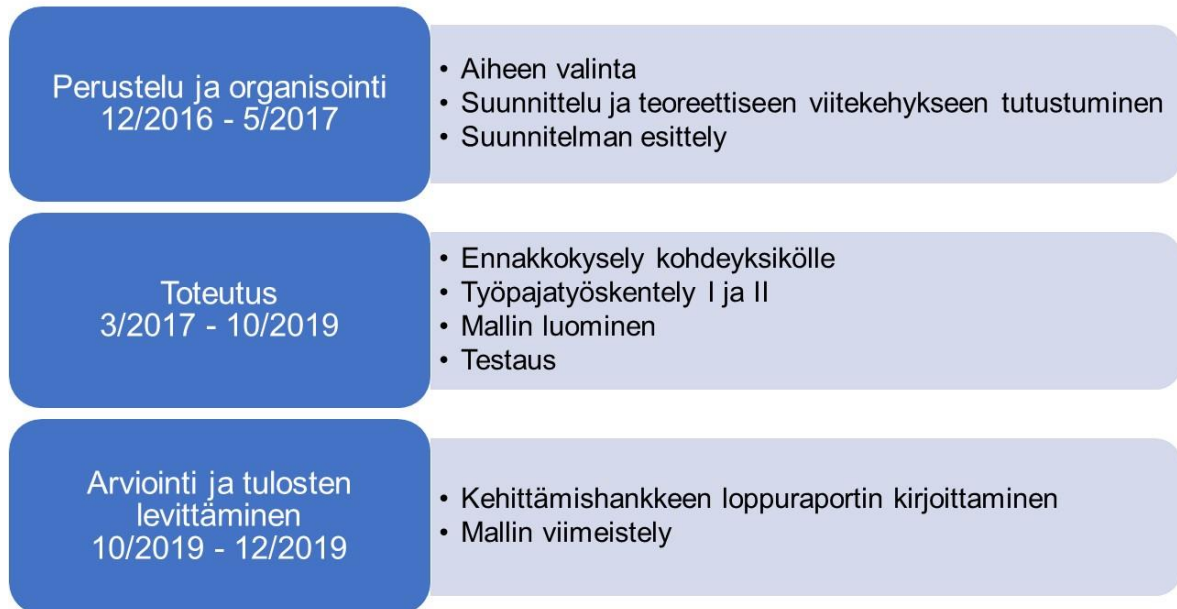 Perustelu ja organisointi
12/2016 - 5/2017
• Aiheen valinta
• Suunnittelu ja teoreettiseen viitekehykseen tutustuminen
• Suunnitelman esittely
Toteutus
3/2017 - 10/2019
• Ennakkokysely kohdeyksikölle
• Työpajatyöskentely I ja II
• Mallin luominen
• Testaus
Arviointi ja tulosten
levittäminen
10/2019 - 12/2019
• Kehittämishankkeen loppuraportin kirjoittaminen
• Mallin viimeistely